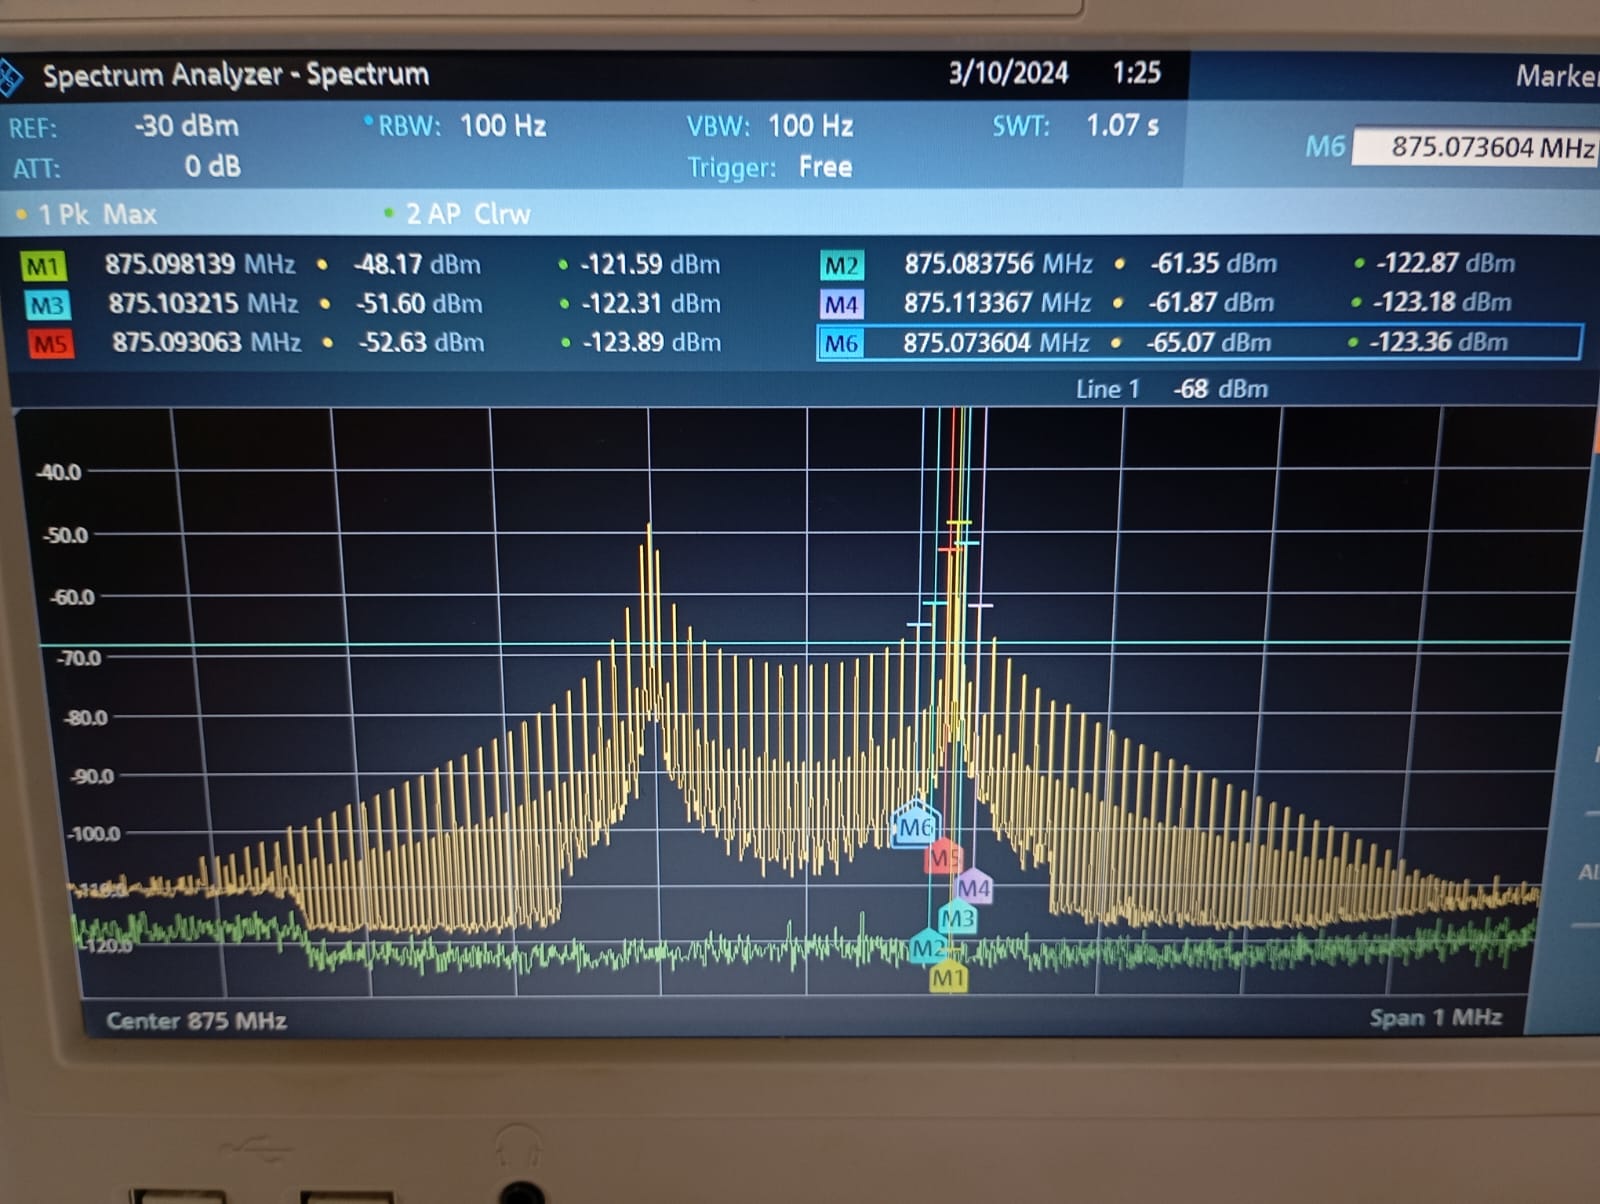 Spectrum Analyzer - Spectrum 3/10/2024 1:25
REF: -30 dBm RBW: 100 Hz VBW: 100 Hz SWT: 1.07 s
ATT: 0 dB Trigger: Free
M6 875.073604 MHz
1 Pk Max 2 AP Clrw
M1 875.098139 MHz -48.17 dBm -121.59 dBm M2 875.083756 MHz -61.35 dBm -122.87 dBm
M3 875.103215 MHz -51.60 dBm -122.31 dBm M4 875.113367 MHz -61.87 dBm -123.18 dBm
M5 875.093063 MHz -52.63 dBm -123.89 dBm M6 875.073604 MHz -65.07 dBm -123.36 dBm
Line 1 -68 dBm
-40.0
-50.0
-60.0
-70.0
-80.0
-90.0
-100.0
M6
M5
M4
M3
-120.0
M2
M1
Center 875 MHz Span 1 MHz